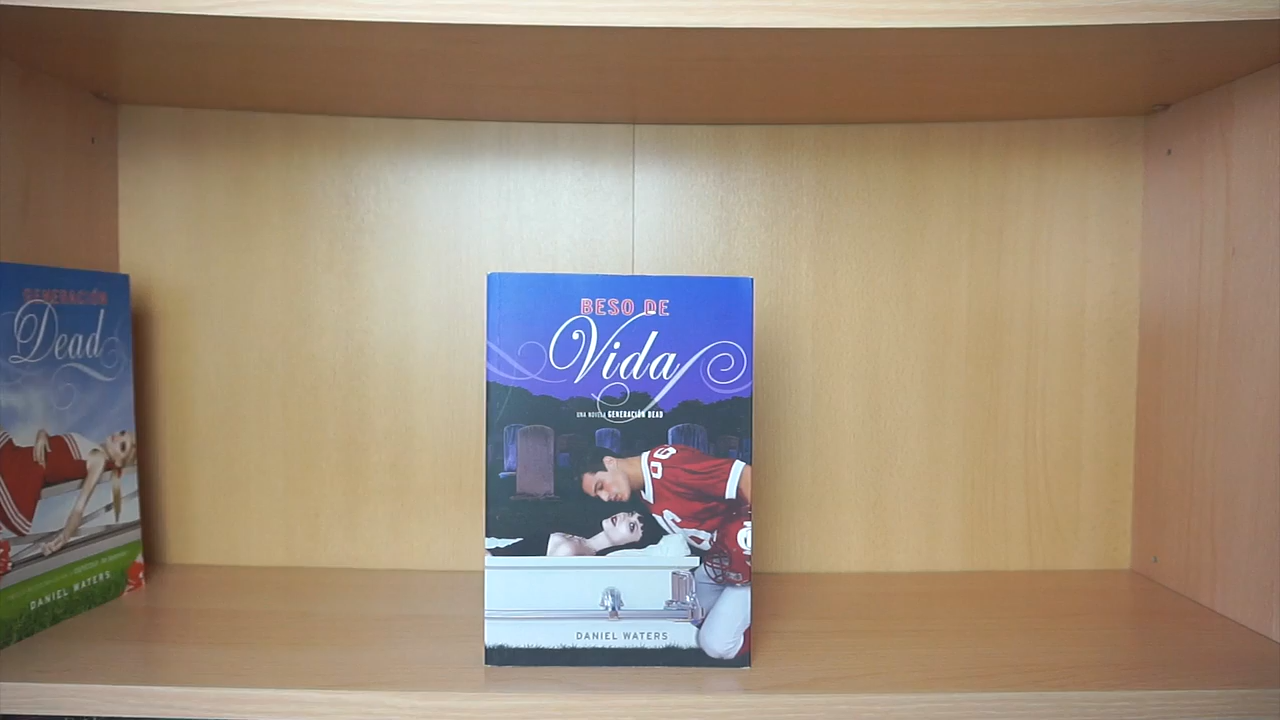 GENERACIÓN
Dead
DANIEL WATERS
BESO DE
Vida
UNA NOVELA GENERACIÓN DEAD
DANIEL WATERS